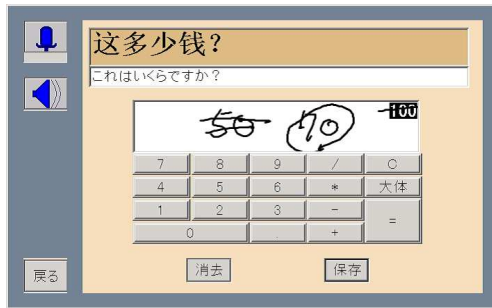 这多少钱?
これはいくらですか?
50 70 100
7 8 9 / C
4 5 6 * 大体
1 2 3 - =
0 . +
戻る 消去 保存